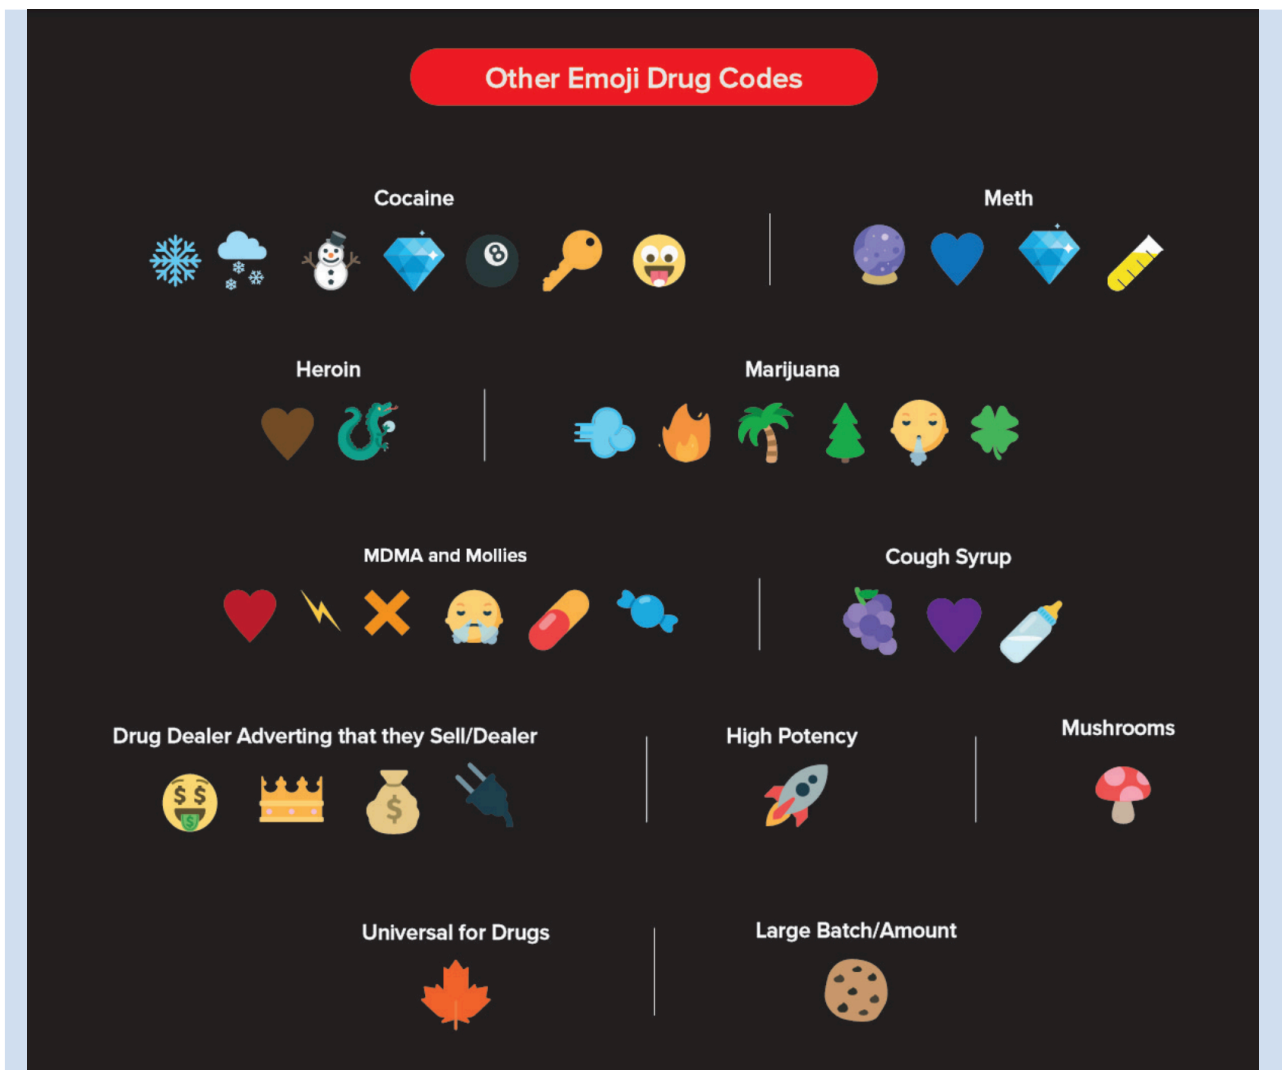 Other Emoji Drug Codes
Cocaine
Meth
8
Heroin
Marijuana
MDMA and Mollies
Cough Syrup
Drug Dealer Adverting that they Sell/Dealer
High Potency
Mushrooms
$ $
$
$
Universal for Drugs
Large Batch/Amount